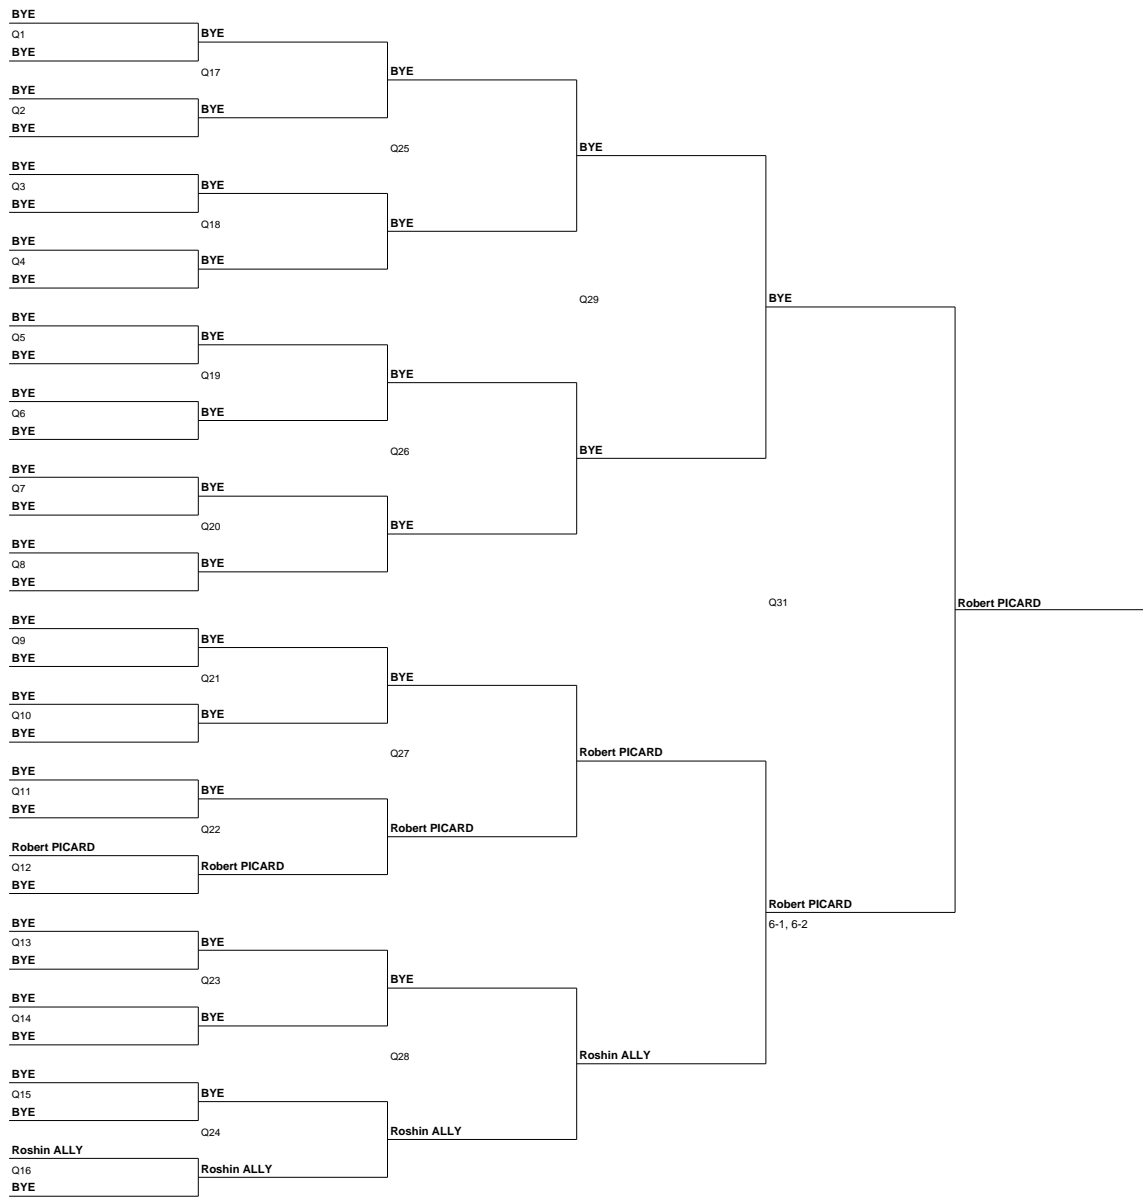 BYE
Q1
BYE
BYE
Q17
BYE
BYE
Q2
BYE
BYE
Q25
BYE
BYE
BYE
Q3
BYE
BYE
Q18
BYE
BYE
Q4
BYE
BYE
Q29
BYE
BYE
Q5
BYE
BYE
Q19
BYE
BYE
Q6
BYE
BYE
Q26
BYE
BYE
BYE
Q7
BYE
BYE
Q20
BYE
BYE
Q8
BYE
BYE
Q31
Robert PICARD
BYE
Q9
BYE
BYE
Q21
BYE
BYE
Q10
BYE
BYE
Q27
Robert PICARD
BYE
Q11
BYE
BYE
Q22
Robert PICARD
Robert PICARD
Q12
BYE
Robert PICARD
Robert PICARD
6-1, 6-2
BYE
Q13
BYE
BYE
Q23
BYE
BYE
Q14
BYE
BYE
Q28
Roshin ALLY
BYE
Q15
BYE
BYE
Q24
Roshin ALLY
Roshin ALLY
Q16
BYE
Roshin ALLY